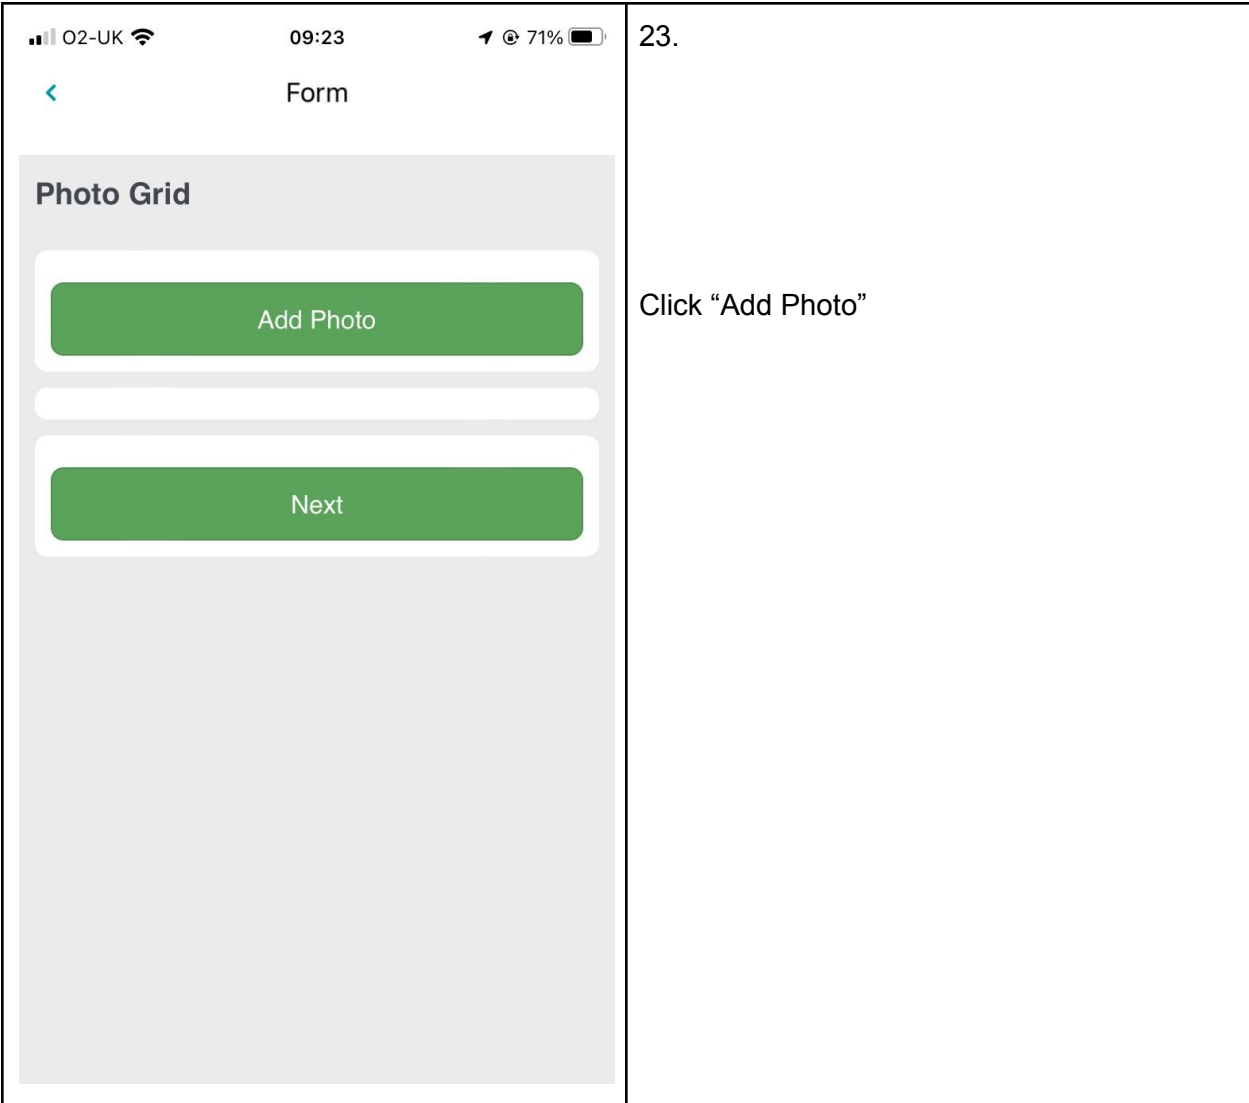 O2-UK 09:23 71%
Form
Photo Grid
Add Photo
Next
23.
Click “Add Photo”